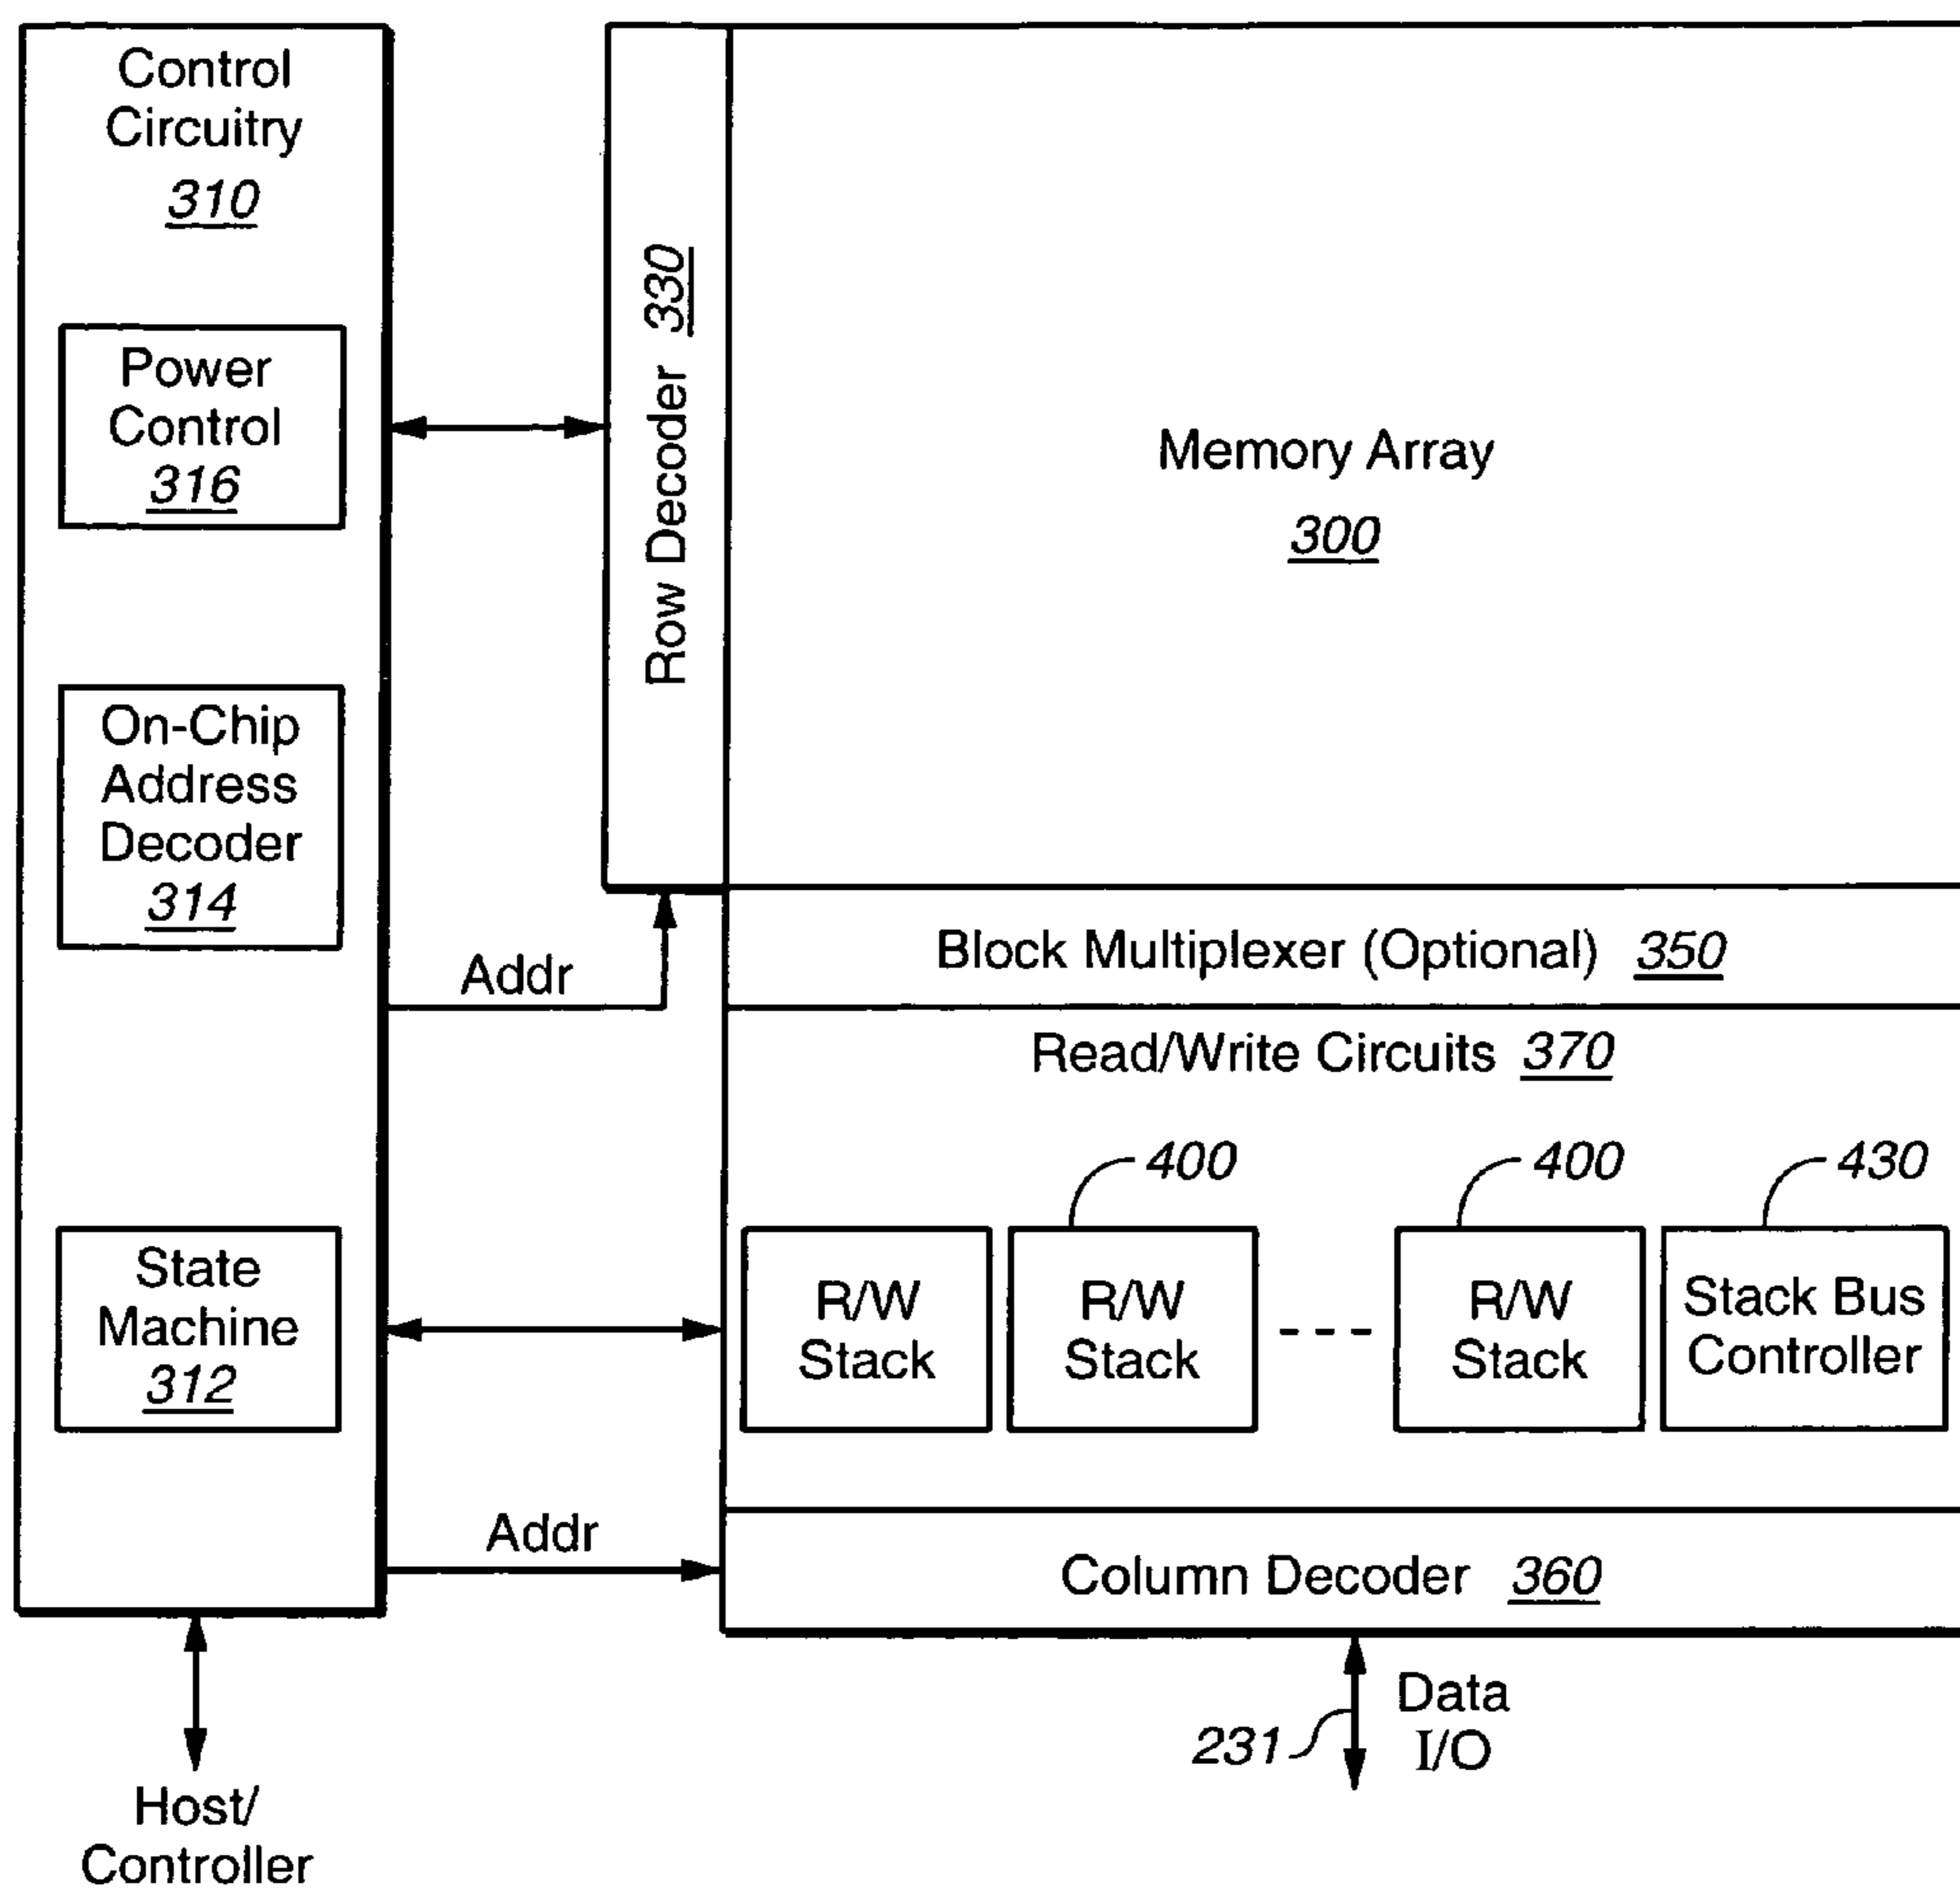 Control
Circuitry
310
Power
Control
316
On-Chip
Address
Decoder
314
State
Machine
312
Host/
Controller
Addr
Addr
Row Decoder 330
Memory Array
300
Block Multiplexer (Optional) 350
Read/Write Circuits 370
400
400
430
R/W
Stack
R/W
Stack
R/W
Stack
Stack Bus
Controller
Column Decoder 360
231
Data
I/O